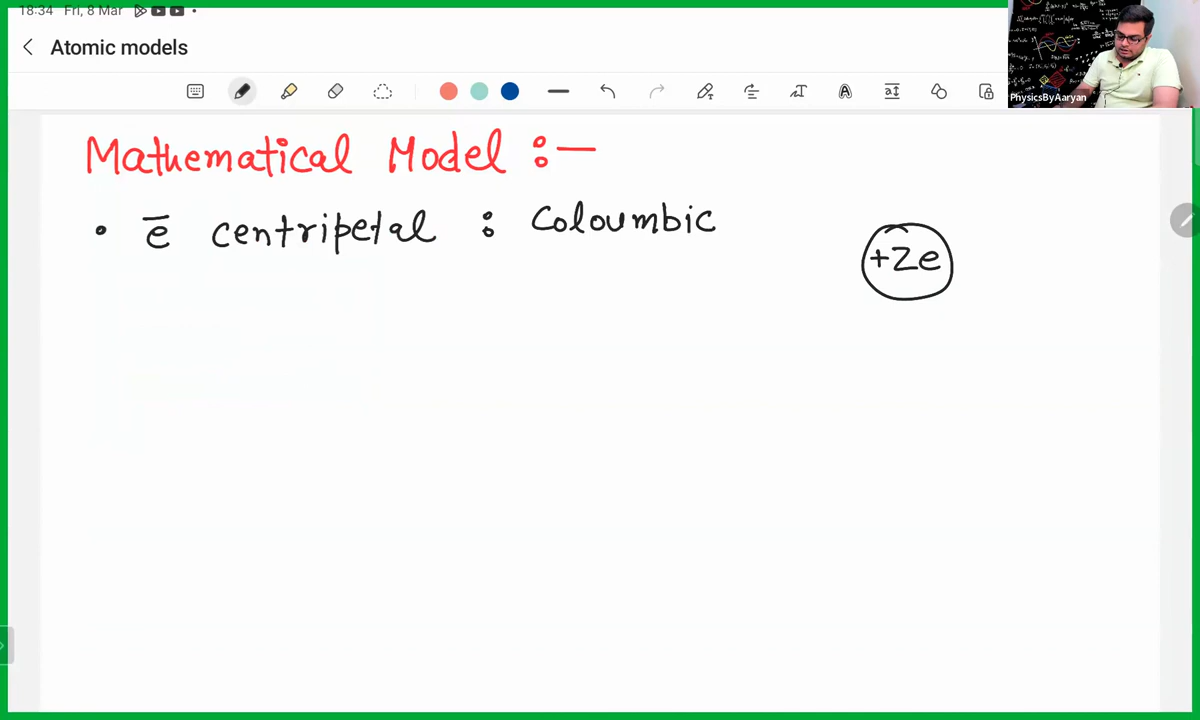 18:34 Fri, 8 Mar
Atomic models
PhysicsByAaryan
Mathematical Model :—
• e̅ centripetal : Coloumbic
+Ze